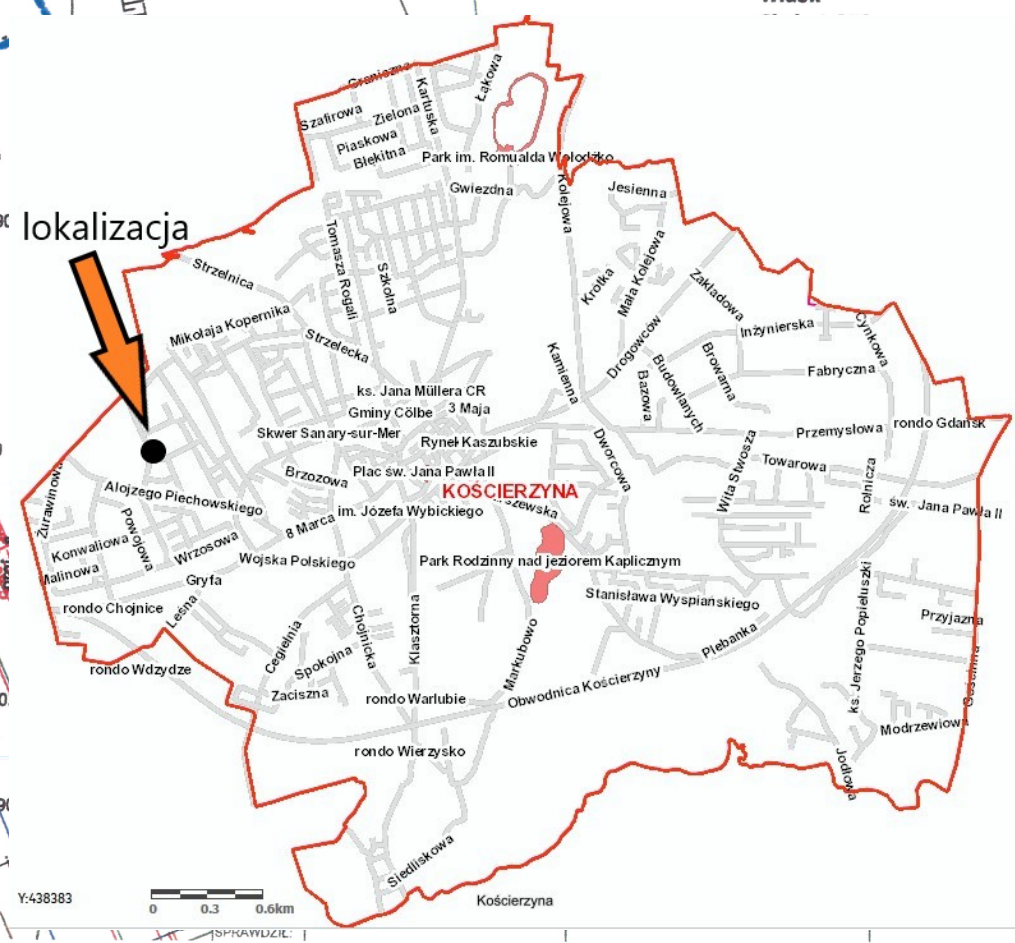 Graniczna
Łąkowa
Kartuska
Szafirowa
Zielona
Piaskowa
Błękitna
Park im. Romualda Wołodźko
Gwiezdna
Kolejowa
Jesienna
lokalizacja
Strzelnica
Tomasza Rogali
Szkolna
Krótka
Mała Kolejowa
Zakładowa
Mikołaja Kopernika
Strzelecka
Drogowców
Inżynierska
Cynkowa
Kamienna
Browarna
Budowlanych
Bazowa
Fabryczna
ks. Jana Müllera CR
Gminy Cölbe
3 Maja
Skwer Sanary-sur-Mer
Rynek Kaszubskie
Przemysłowa
rondo Gdańsk
Dworcowa
Wita Stwosza
Towarowa
Rolnicza
Brzozowa
Plac św. Jana Pawła II
KOŚCIERZYNA
św. Jana Pawła II
Żurawinowa
Alojzego Piechowskiego
8 Marca
im. Józefa Wybickiego
Powojowa
Konwaliowa
Wrzosowa
Wojska Polskiego
Park Rodzinny nad jeziorem Kaplicznym
Malinowa
Gryfa
Stanisława Wyspiańskiego
rondo Chojnice
Leśna
Chojnicka
Klasztorna
Markubowo
Plebanka
ks. Jerzego Popiełuszki
Przyjazna
Cegielnia
Spokojna
Gościnna
rondo Wdzydze
Zaciszna
rondo Warlubie
Obwodnica Kościerzyny
Modrzewiowa
rondo Wierzysko
Jodłowa
Siedliskowa
Y:438383
0 0.3 0.6km
Kościerzyna
SPRAWDZIŁ: